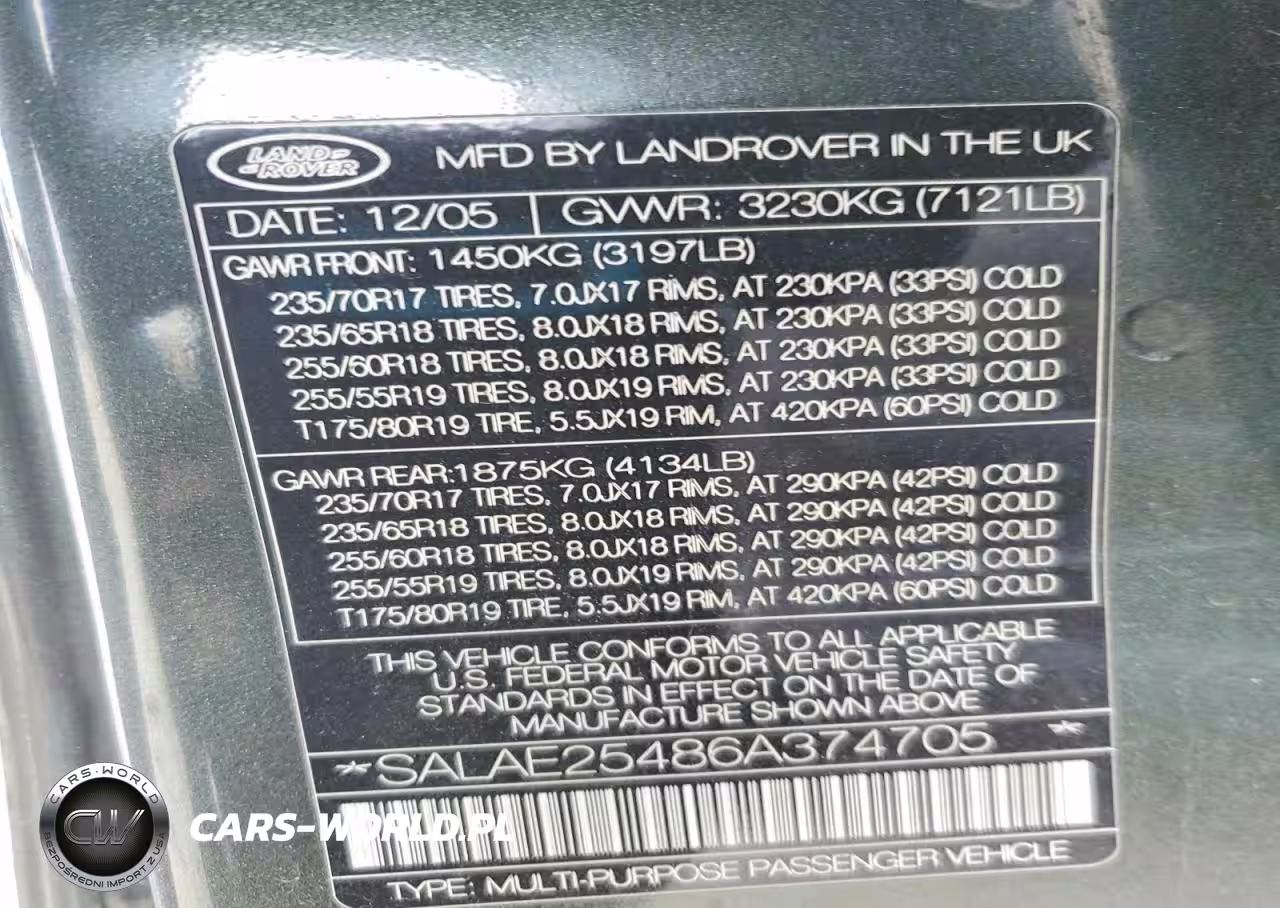 LAND ROVER
MFD BY LANDROVER IN THE UK
DATE: 12/05 GVWR: 3230KG (7121LB)
GAWR FRONT: 1450KG (3197LB)
235/70R17 TIRES, 7.0JX17 RIMS, AT 230KPA (33PSI) COLD
235/65R18 TIRES, 8.0JX18 RIMS, AT 230KPA (33PSI) COLD
255/60R18 TIRES, 8.0JX18 RIMS, AT 230KPA (33PSI) COLD
255/55R19 TIRES, 8.0JX19 RIMS, AT 230KPA (33PSI) COLD
T175/80R19 TIRE, 5.5JX19 RIM, AT 420KPA (60PSI) COLD
GAWR REAR:1875KG (4134LB)
235/70R17 TIRES, 7.0JX17 RIMS, AT 290KPA (42PSI) COLD
235/65R18 TIRES, 8.0JX18 RIMS, AT 290KPA (42PSI) COLD
255/60R18 TIRES, 8.0JX18 RIMS, AT 290KPA (42PSI) COLD
255/55R19 TIRES, 8.0JX19 RIMS, AT 290KPA (42PSI) COLD
T175/80R19 TIRE, 5.5JX19 RIM, AT 420KPA (60PSI) COLD
THIS VEHICLE CONFORMS TO ALL APPLICABLE
U.S. FEDERAL MOTOR VEHICLE SAFETY
STANDARDS IN EFFECT ON THE DATE OF
MANUFACTURE SHOWN ABOVE
*SALAE25486A374705 *
TYPE: MULTI-PURPOSE PASSENGER VEHICLE
CARS-WORLD
CW
BEZPOŚREDNI IMPORT Z USA
CARS-WORLD.PL